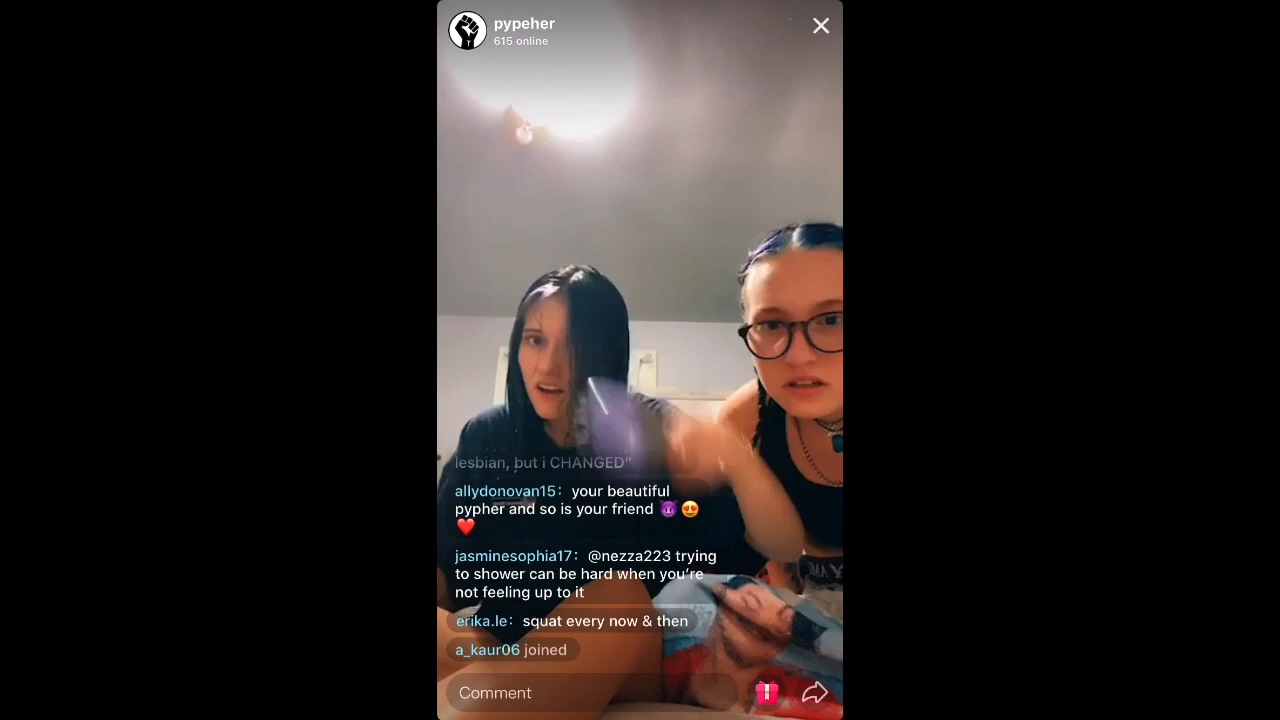 pypeher
615 online
lesbian, but i CHANGED”
allydonovan15: your beautiful
pypher and so is your friend 😈 😍
❤️
jasminesophia17: @nezza223 trying
to shower can be hard when you’re
not feeling up to it
erika.le: squat every now & then
a_kaur06 joined
Comment